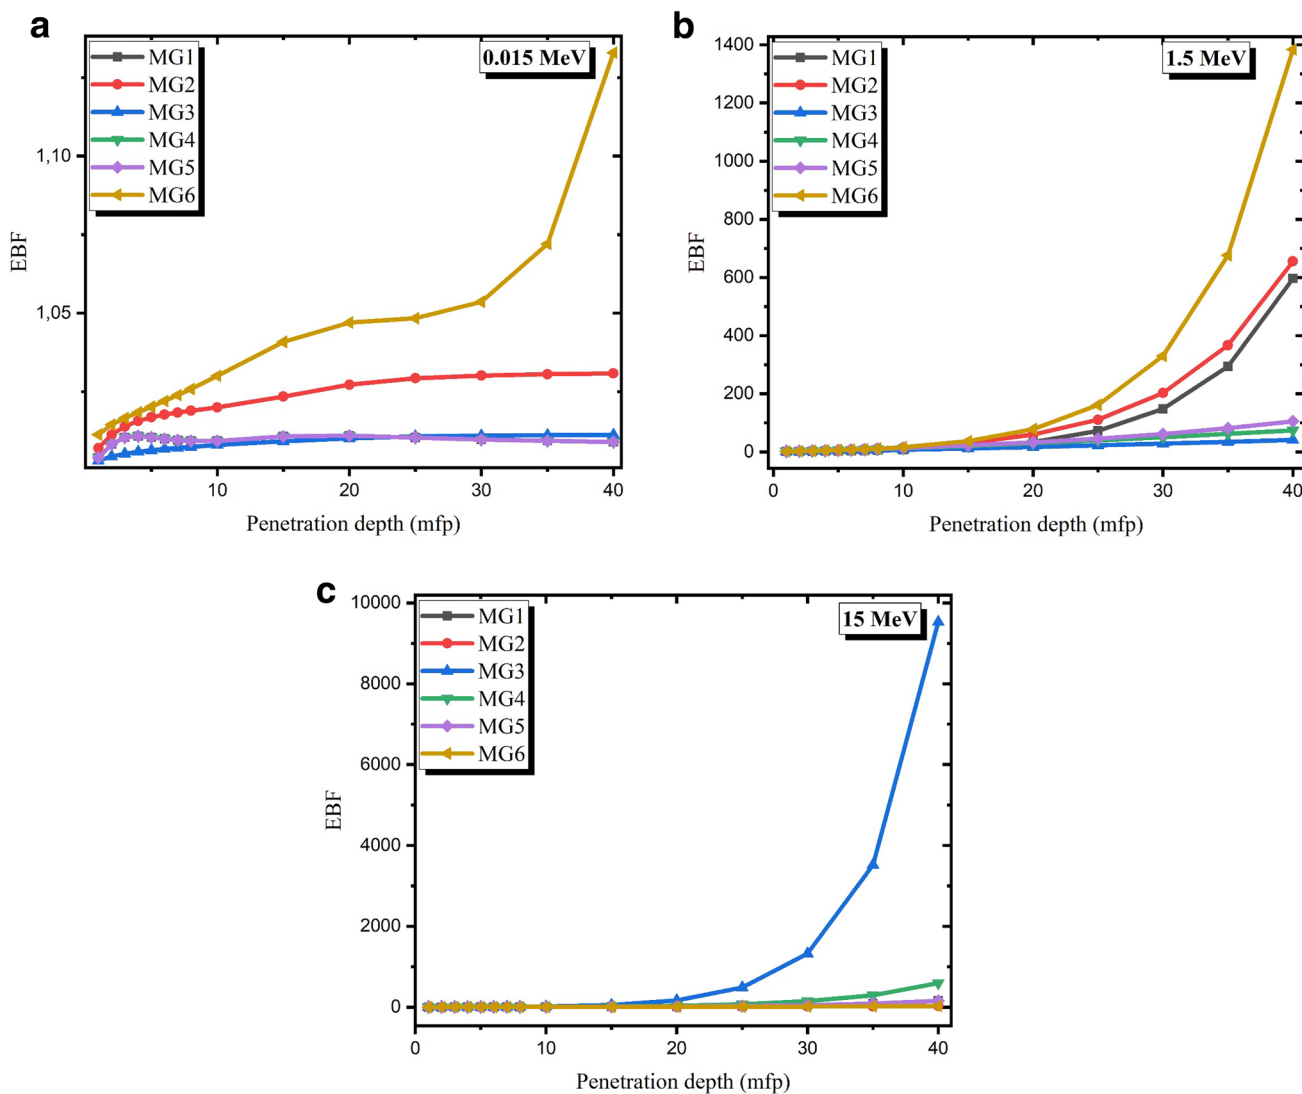 a
MG1
MG2
MG3
MG4
MG5
MG6
0.015 MeV
1,10
1,05
EBF
10
20
30
40
Penetration depth (mfp)
b
MG1
MG2
MG3
MG4
MG5
MG6
1.5 MeV
1400
1200
1000
800
600
400
200
0
EBF
0
10
20
30
40
Penetration depth (mfp)
c
MG1
MG2
MG3
MG4
MG5
MG6
15 MeV
10000
8000
6000
4000
2000
0
EBF
0
10
20
30
40
Penetration depth (mfp)